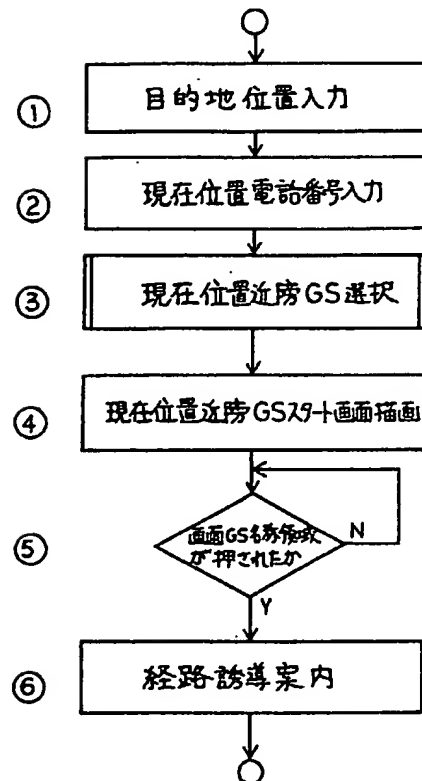 ① 目的地位置入力
② 現在位置電話番号入力
③ 現在位置近傍GS選択
④ 現在位置近傍GSスタート画面描画
⑤ 画面GS名称領域
が押されたか
N
Y
⑥ 経路誘導案内